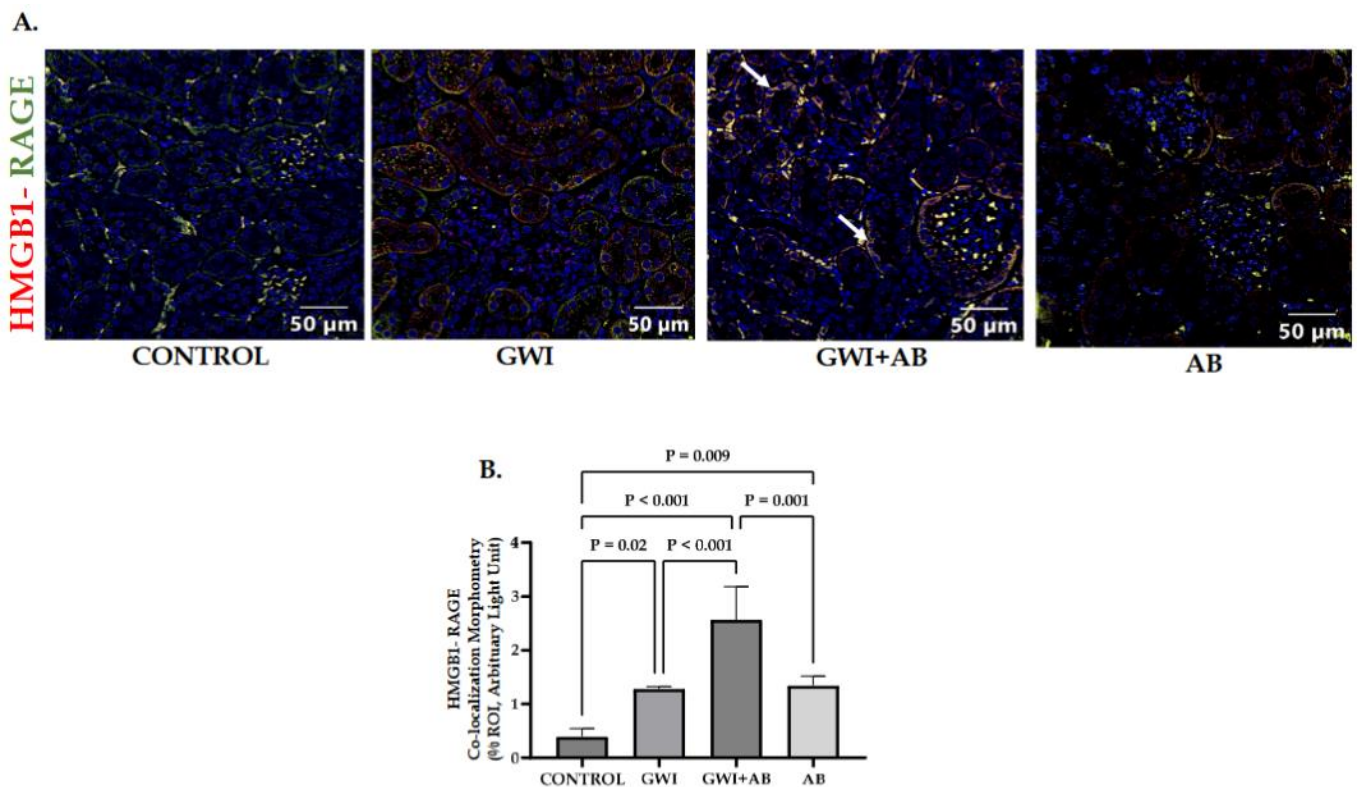 A.
HMGB1- RAGE
50 µm
50 µm
50 µm
50 µm
CONTROL
GWI
GWI+AB
AB
B.
P = 0.009
P < 0.001
P = 0.001
P = 0.02
P < 0.001
HMGB1- RAGE
Co-localization Morphometry
(% ROI, Arbituary Light Unit)
4
3
2
1
0
CONTROL
GWI
GWI+AB
AB